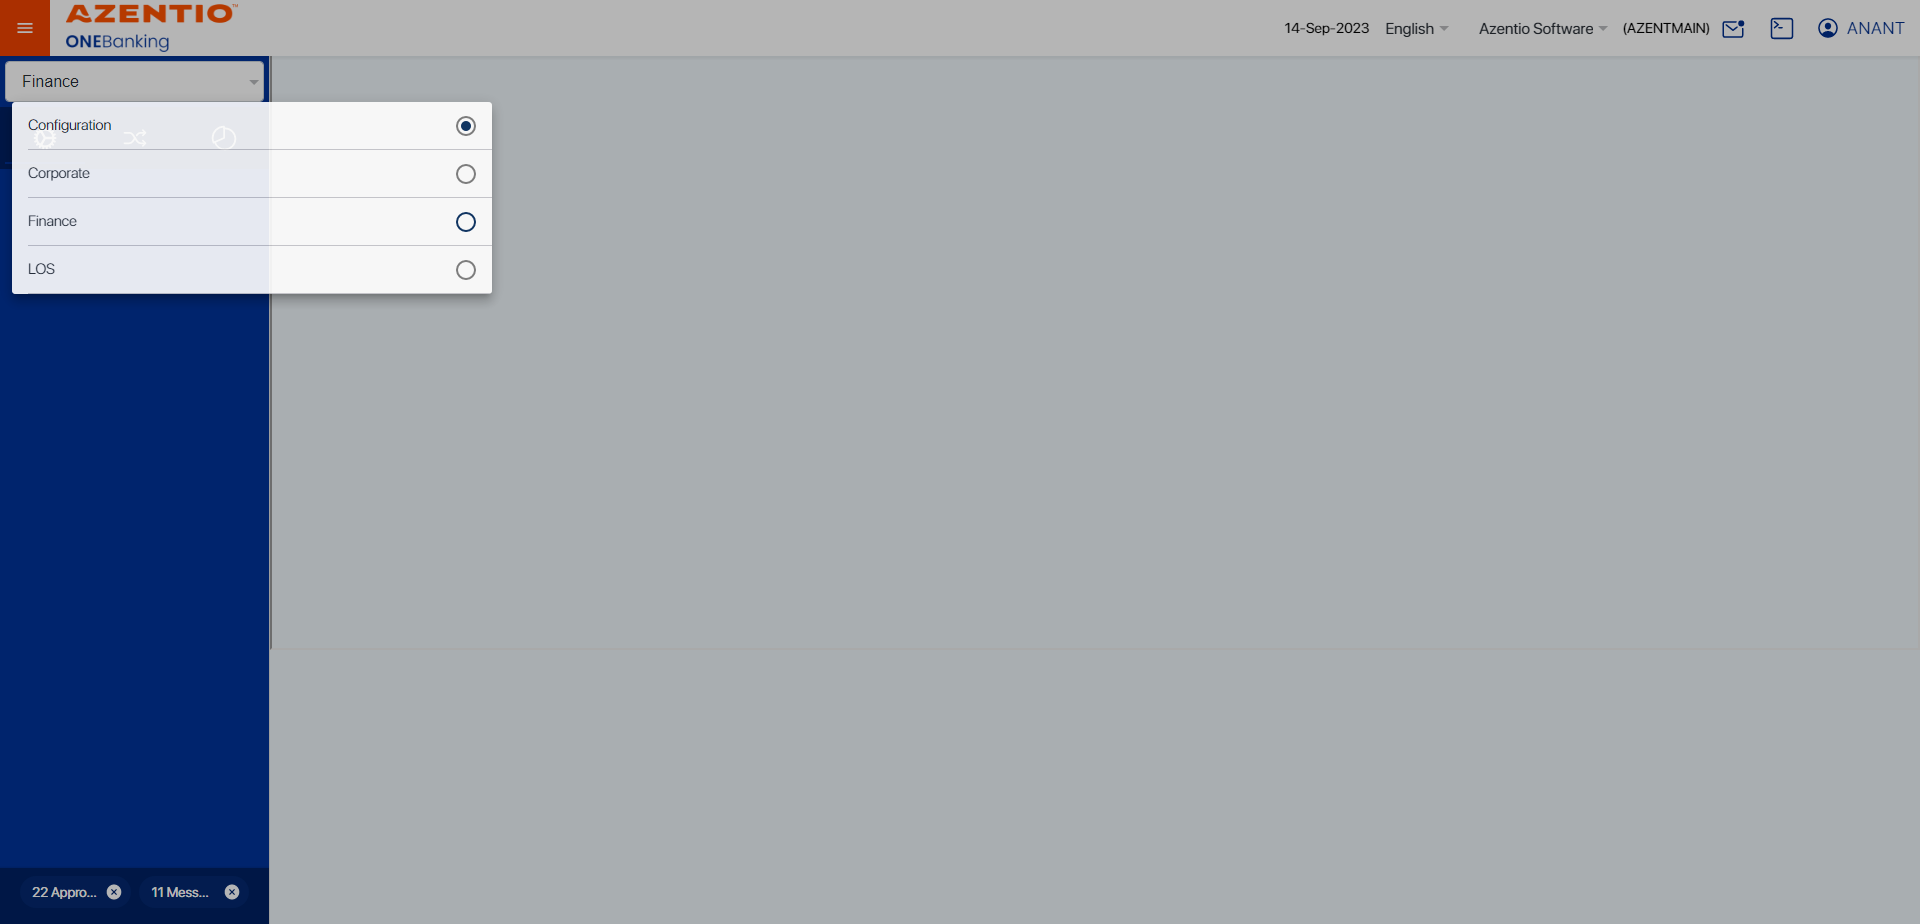 AZENTIO™
ONEBanking
14-Sep-2023 English Azentio Software (AZENTMAIN) ANANT
Finance
Configuration
Corporate
Finance
LOS
22 Appro... 11 Mess...